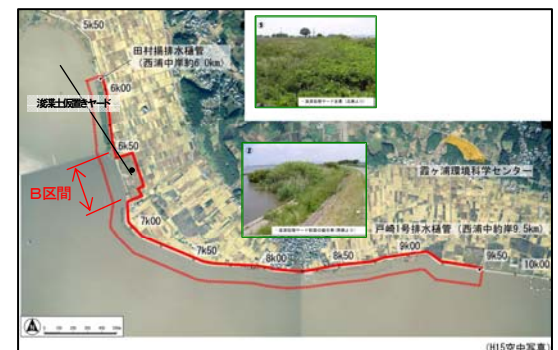 5k50
田村揚排水樋管
(西浦中岸約6.0km)
6k00
浚渫土仮置きヤード
6k50
B区間
7k00
7k50
8k00
8k50
9k00
9k50
10k00
霞ヶ浦環境科学センター
戸崎1号排水樋管(西浦中岸約9.5km)
(H15空中写真)